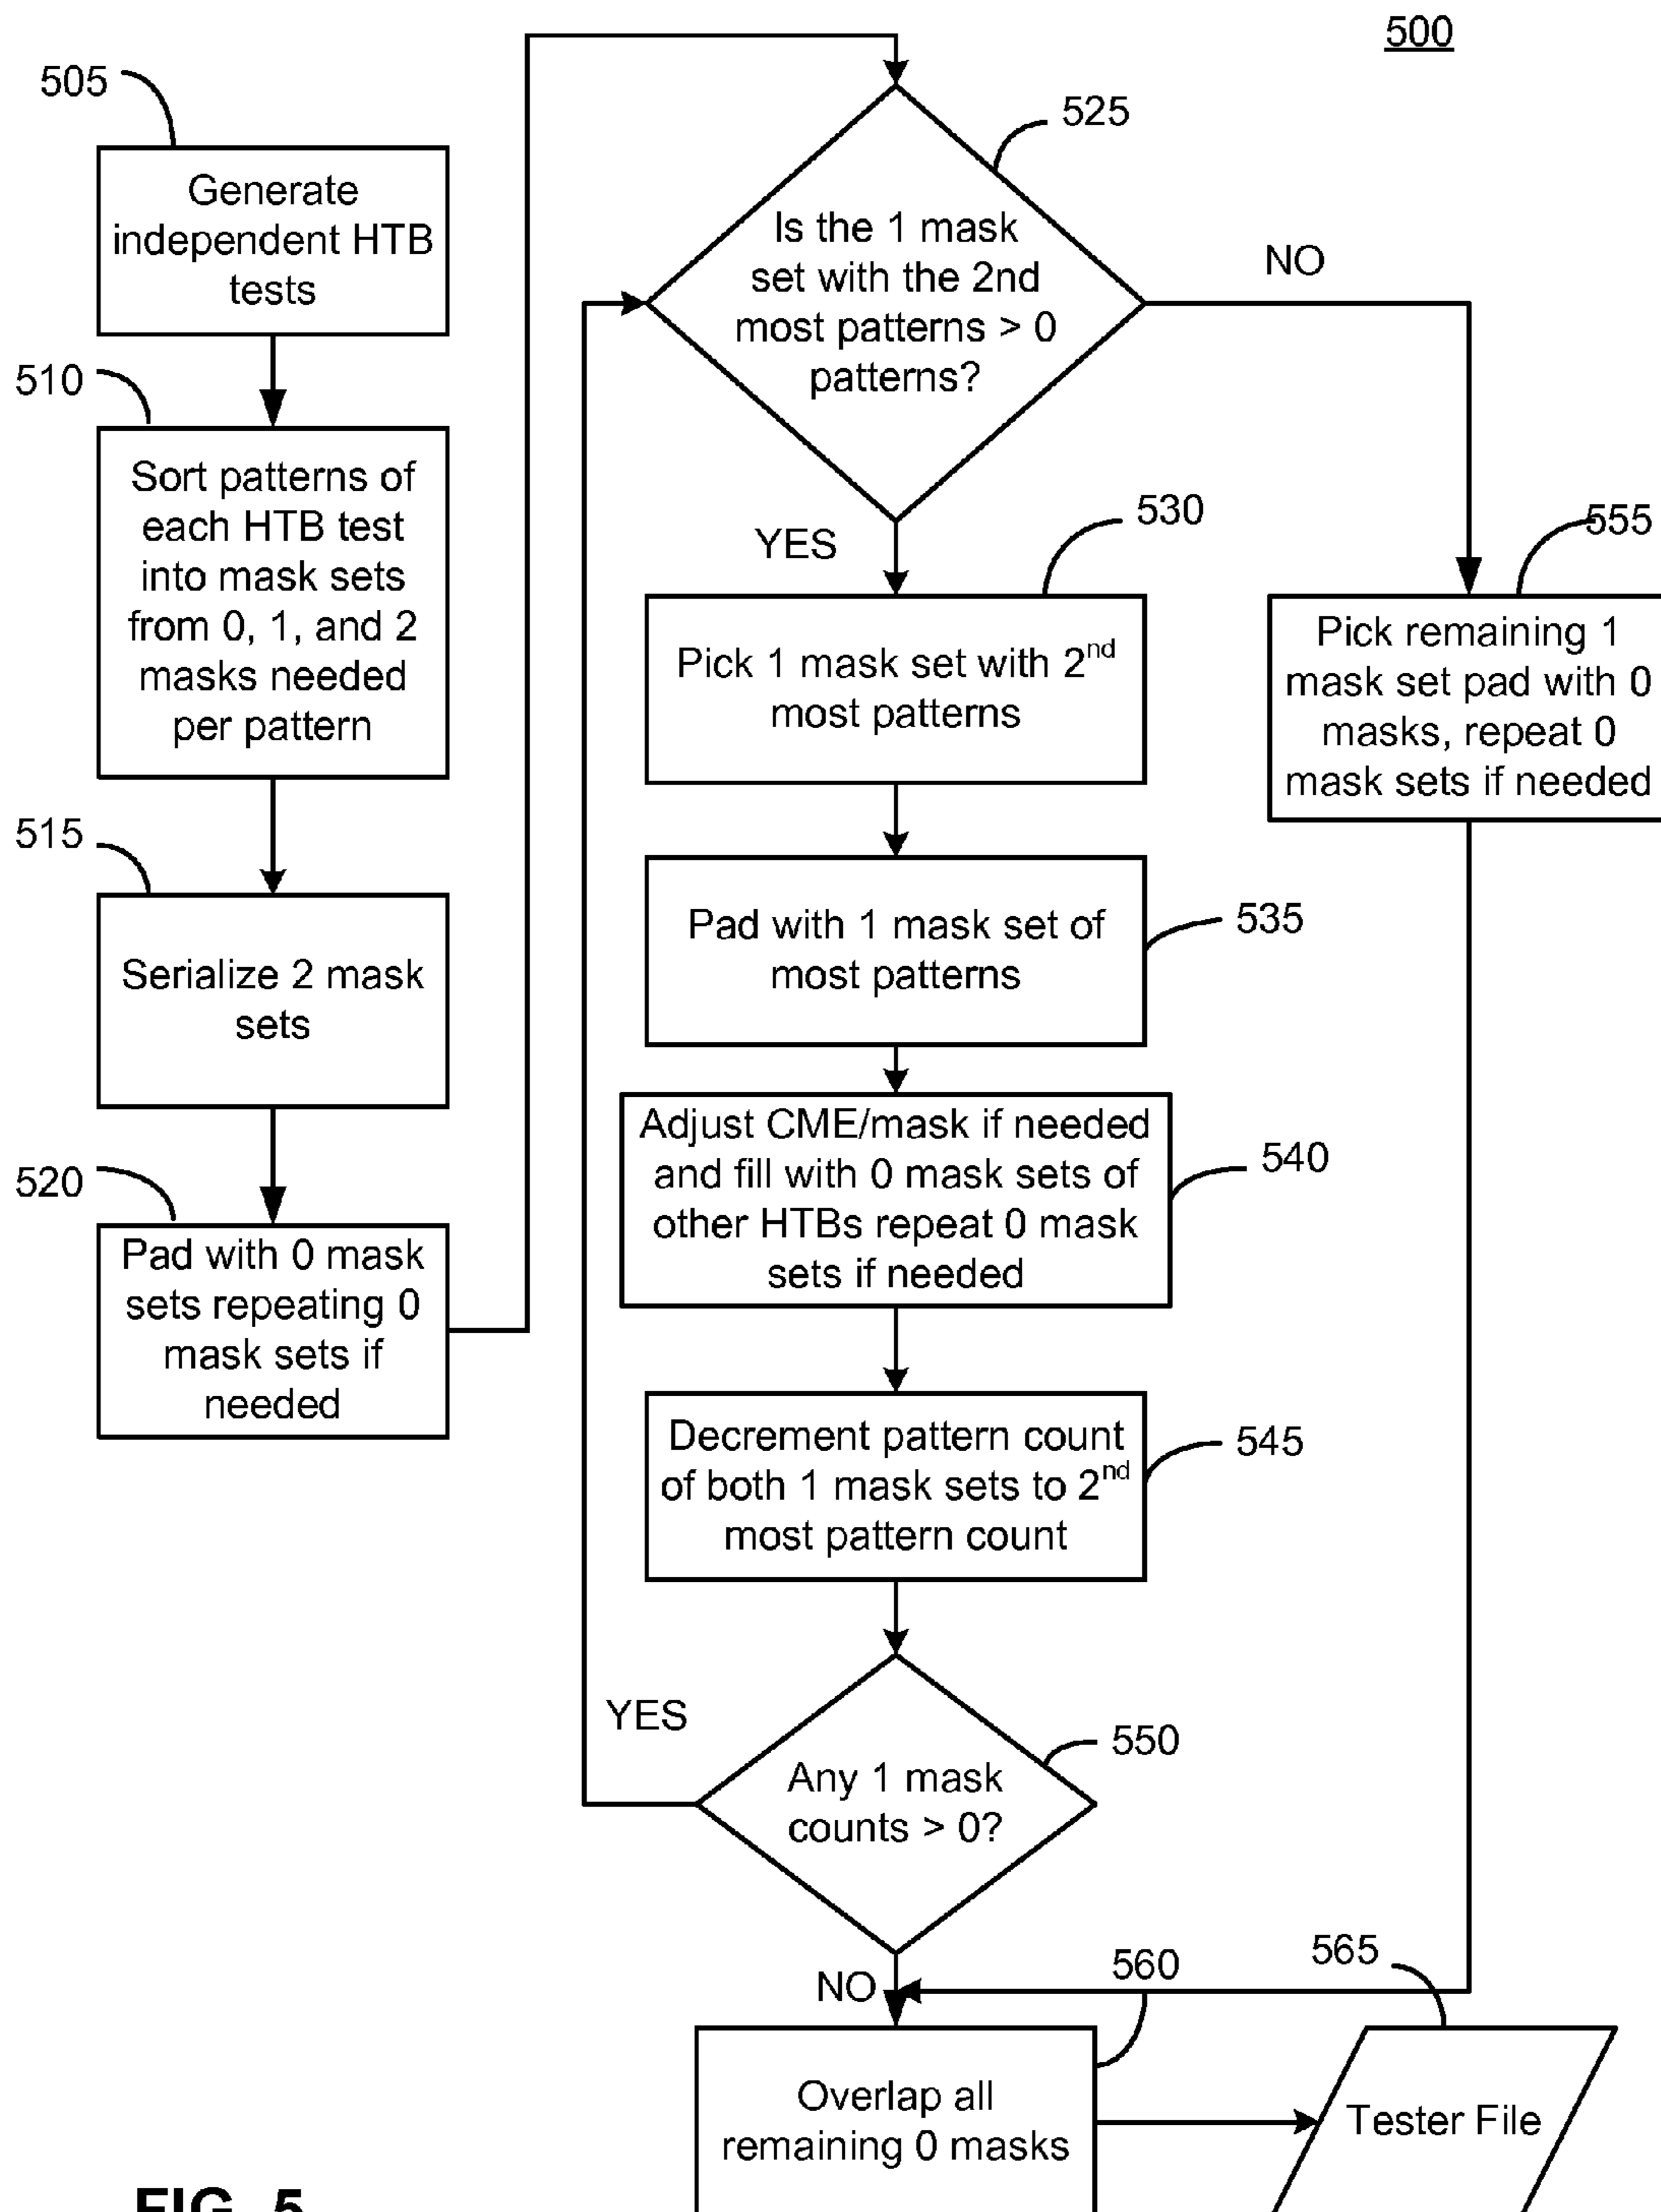 500
505
Generate
independent HTB
tests
510
Sort patterns of
each HTB test
into mask sets
from 0, 1, and 2
masks needed
per pattern
515
Serialize 2 mask
sets
520
Pad with 0 mask
sets repeating 0
mask sets if
needed
525
Is the 1 mask
set with the 2nd
most patterns > 0
patterns?
NO
YES
530
Pick 1 mask set with 2nd
most patterns
535
Pad with 1 mask set of
most patterns
540
Adjust CME/mask if needed
and fill with 0 mask sets of
other HTBs repeat 0 mask
sets if needed
545
Decrement pattern count
of both 1 mask sets to 2nd
most pattern count
YES
550
Any 1 mask
counts > 0?
NO
555
Pick remaining 1
mask set pad with 0
masks, repeat 0
mask sets if needed
560
Overlap all
remaining 0 masks
565
Tester File
FIG. 5